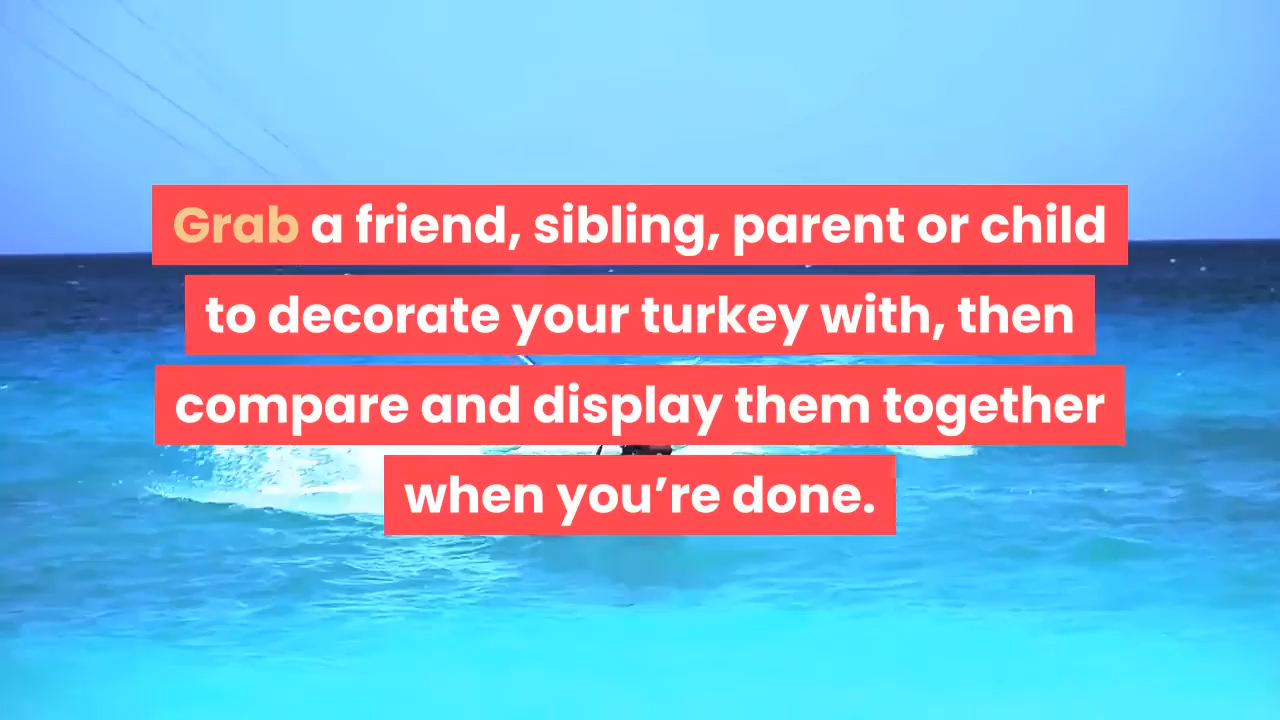 Grab a friend, sibling, parent or child
to decorate your turkey with, then
compare and display them together
when you’re done.